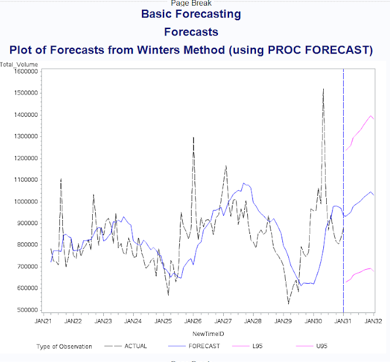 Page Break
Basic Forecasting
Forecasts
Plot of Forecasts from Winters Method (using PROC FORECAST)
Total_Volume
1600000
1500000
1400000
1300000
1200000
1100000
1000000
900000
800000
700000
600000
500000
JAN21 JAN22 JAN23 JAN24 JAN25 JAN26 JAN27 JAN28 JAN29 JAN30 JAN31 JAN32
NewTimeID
Type of Observation ACTUAL FORECAST L95 U95